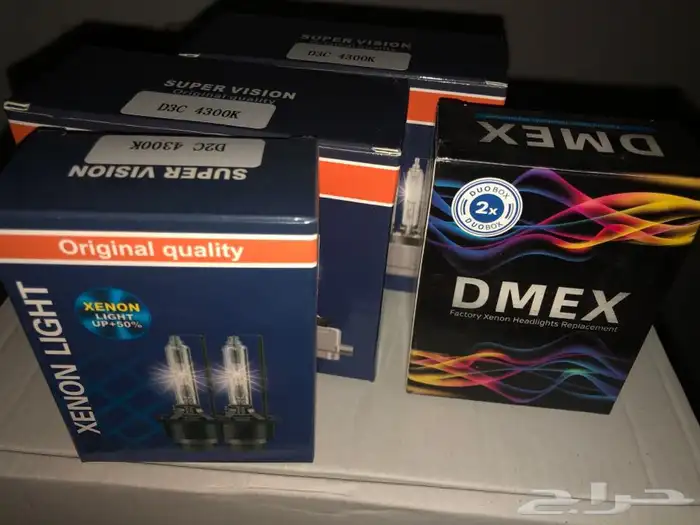 SUPER VISION
D3C 4300K
SUPER VISION
Original quality
D3C 4300K
D2C 4300K
SUPER VISION
Original quality
XENON LIGHT
XENON
LIGHT
UP+50%
DMEX
DUOBOX
2x
DUOBOX
DMEX
Factory Xenon Headlights Replacement
حراج